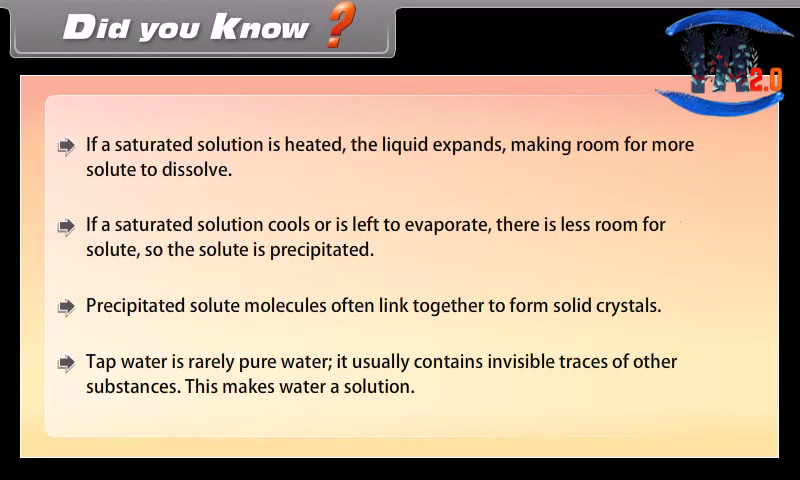 Did you Know ?
If a saturated solution is heated, the liquid expands, making room for more
solute to dissolve.
If a saturated solution cools or is left to evaporate, there is less room for
solute, so the solute is precipitated.
Precipitated solute molecules often link together to form solid crystals.
Tap water is rarely pure water; it usually contains invisible traces of other
substances. This makes water a solution.
2.0